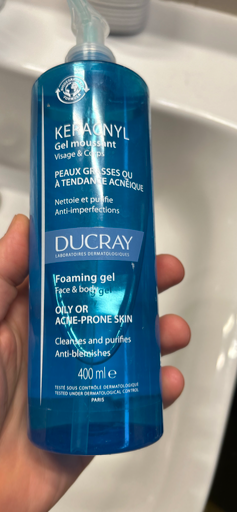 KERACNYL
Gel moussant
Visage & Corps
PEAUX GRASSES OU
À TENDANCE ACNÉIQUE
Nettoie et purifie
Anti-imperfections
DUCRAY
LABORATOIRES DERMATOLOGIQUES
Foaming gel
Face & body
OILY OR
ACNE-PRONE SKIN
Cleanses and purifies
Anti-blemishes
400 ml e
TESTÉ SOUS CONTRÔLE DERMATOLOGIQUE
TESTED UNDER DERMATOLOGICAL CONTROL
PARIS